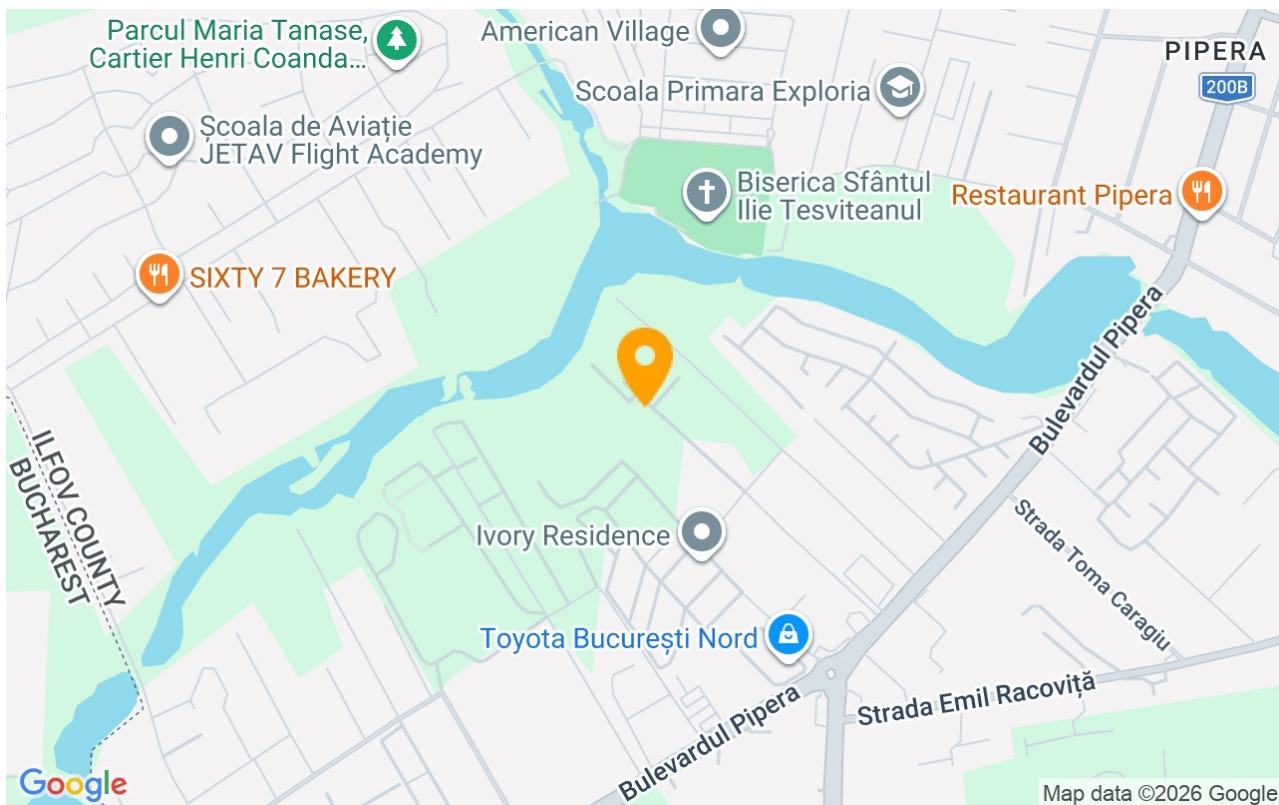 Parcul Maria Tanase,
Cartier Henri Coanda...
American Village
PIPERA
200B
Scoala Primara Exploria
Școala de Aviație
JETAV Flight Academy
Biserica Sfântul
Ilie Tesviteanul
Restaurant Pipera
SIXTY 7 BAKERY
Bulevardul Pipera
ILFOV COUNTY
BUCHAREST
Ivory Residence
Strada Toma Caragiu
Toyota București Nord
Strada Emil Racoviță
Bulevardul Pipera
Google
Map data ©2026 Google